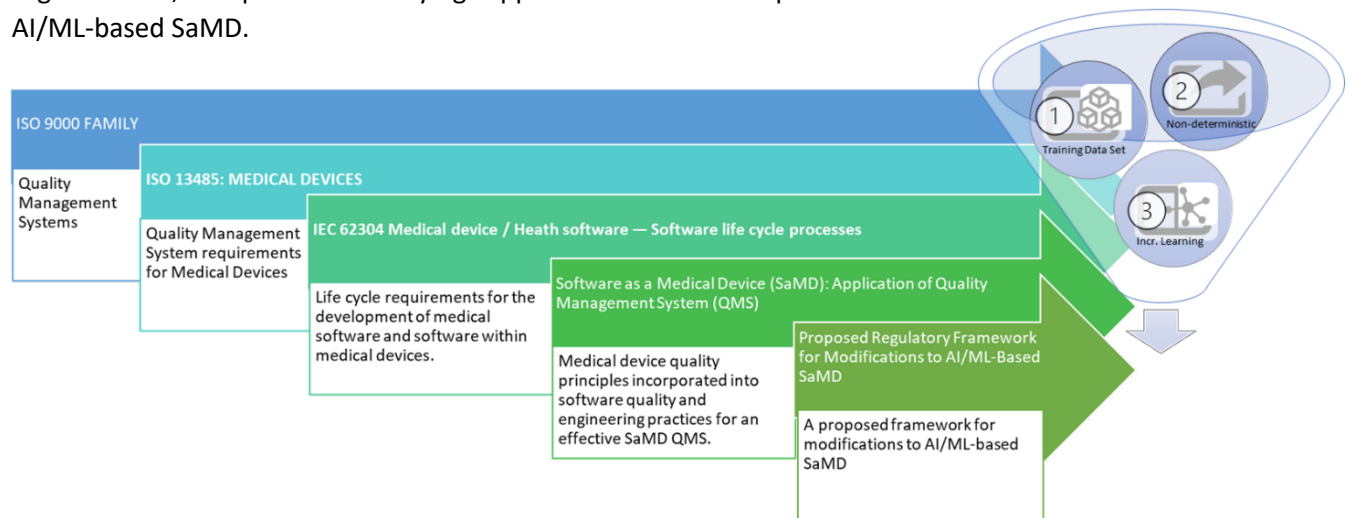 AI/ML-based SaMD.
ISO 9000 FAMILY
Quality
Management
Systems
ISO 13485: MEDICAL DEVICES
Quality Management
System requirements
for Medical Devices
IEC 62304 Medical device / Heath software — Software life cycle processes
Life cycle requirements for the
development of medical
software and software within
medical devices.
Software as a Medical Device (SaMD): Application of Quality
Management System (QMS)
Medical device quality
principles incorporated into
software quality and
engineering practices for an
effective SaMD QMS.
Proposed Regulatory Framework
for Modifications to AI/ML-Based
SaMD
A proposed framework for
modifications to AI/ML-based
SaMD
1
Training Data Set
2
Non-deterministic
3
Incr. Learning